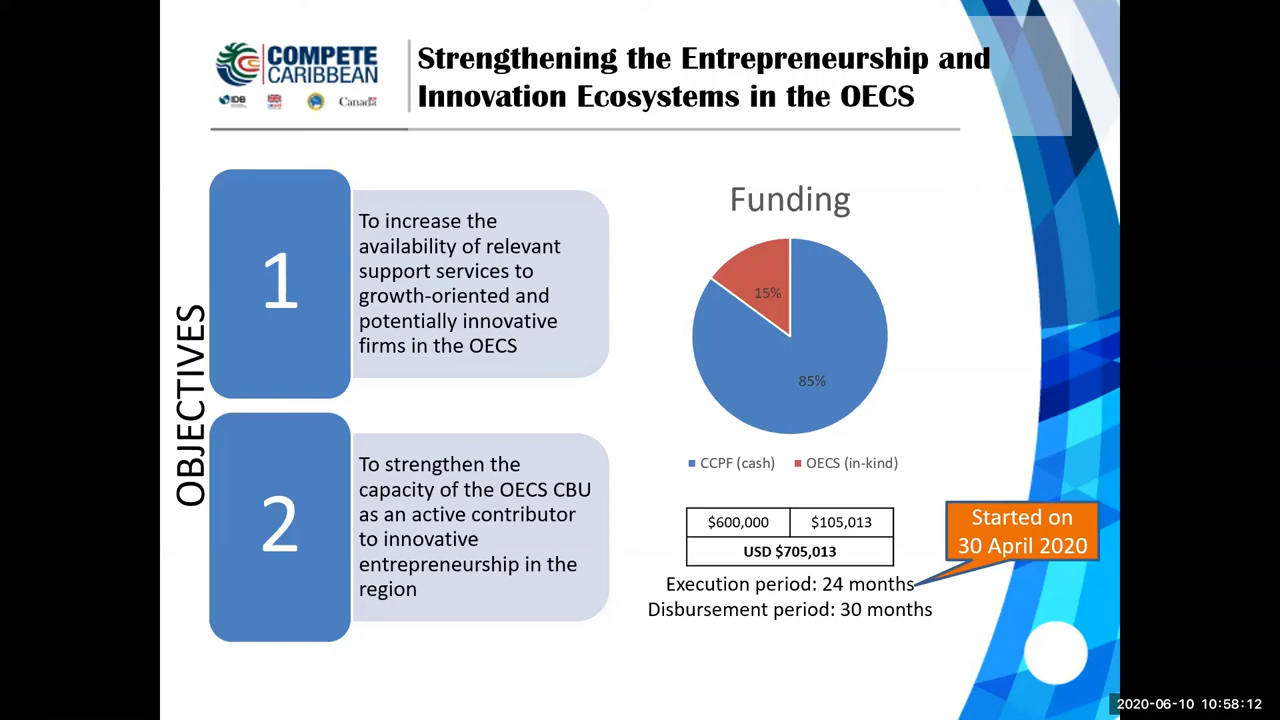 COMPETE
CARIBBEAN
IDB
Canada
Strengthening the Entrepreneurship and
Innovation Ecosystems in the OECS
OBJECTIVES
1
To increase the
availability of relevant
support services to
growth-oriented and
potentially innovative
firms in the OECS
2
To strengthen the
capacity of the OECS CBU
as an active contributor
to innovative
entrepreneurship in the
region
Funding
15%
85%
CCPF (cash) OECS (in-kind)
$600,000 $105,013
USD $705,013
Started on
30 April 2020
Execution period: 24 months
Disbursement period: 30 months
2020-06-10 10:58:12